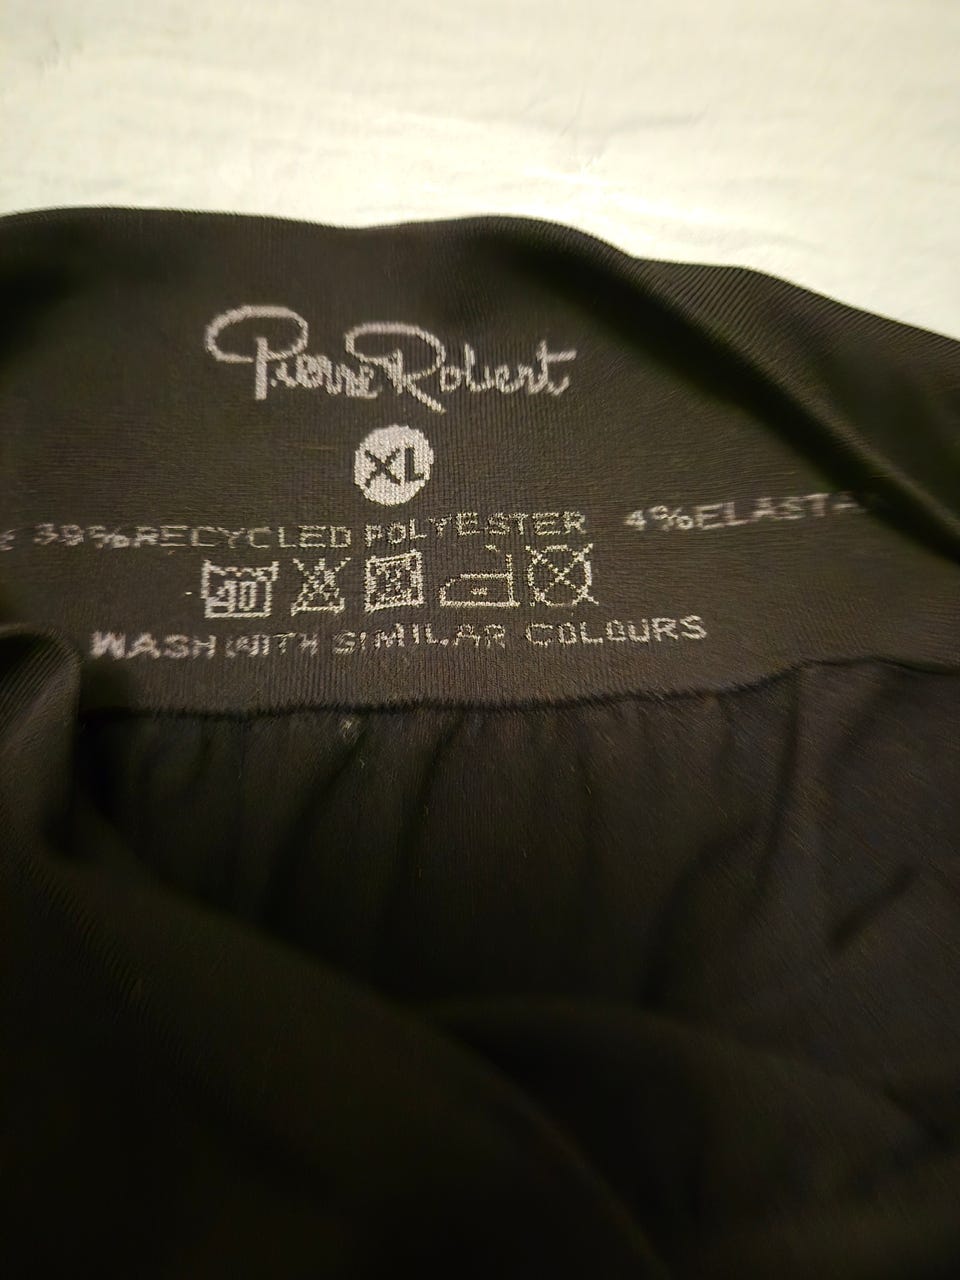 Pierre Robert
XL
39%RECYCLED POLYESTER 4%ELASTA
40
WASH WITH SIMILAR COLOURS